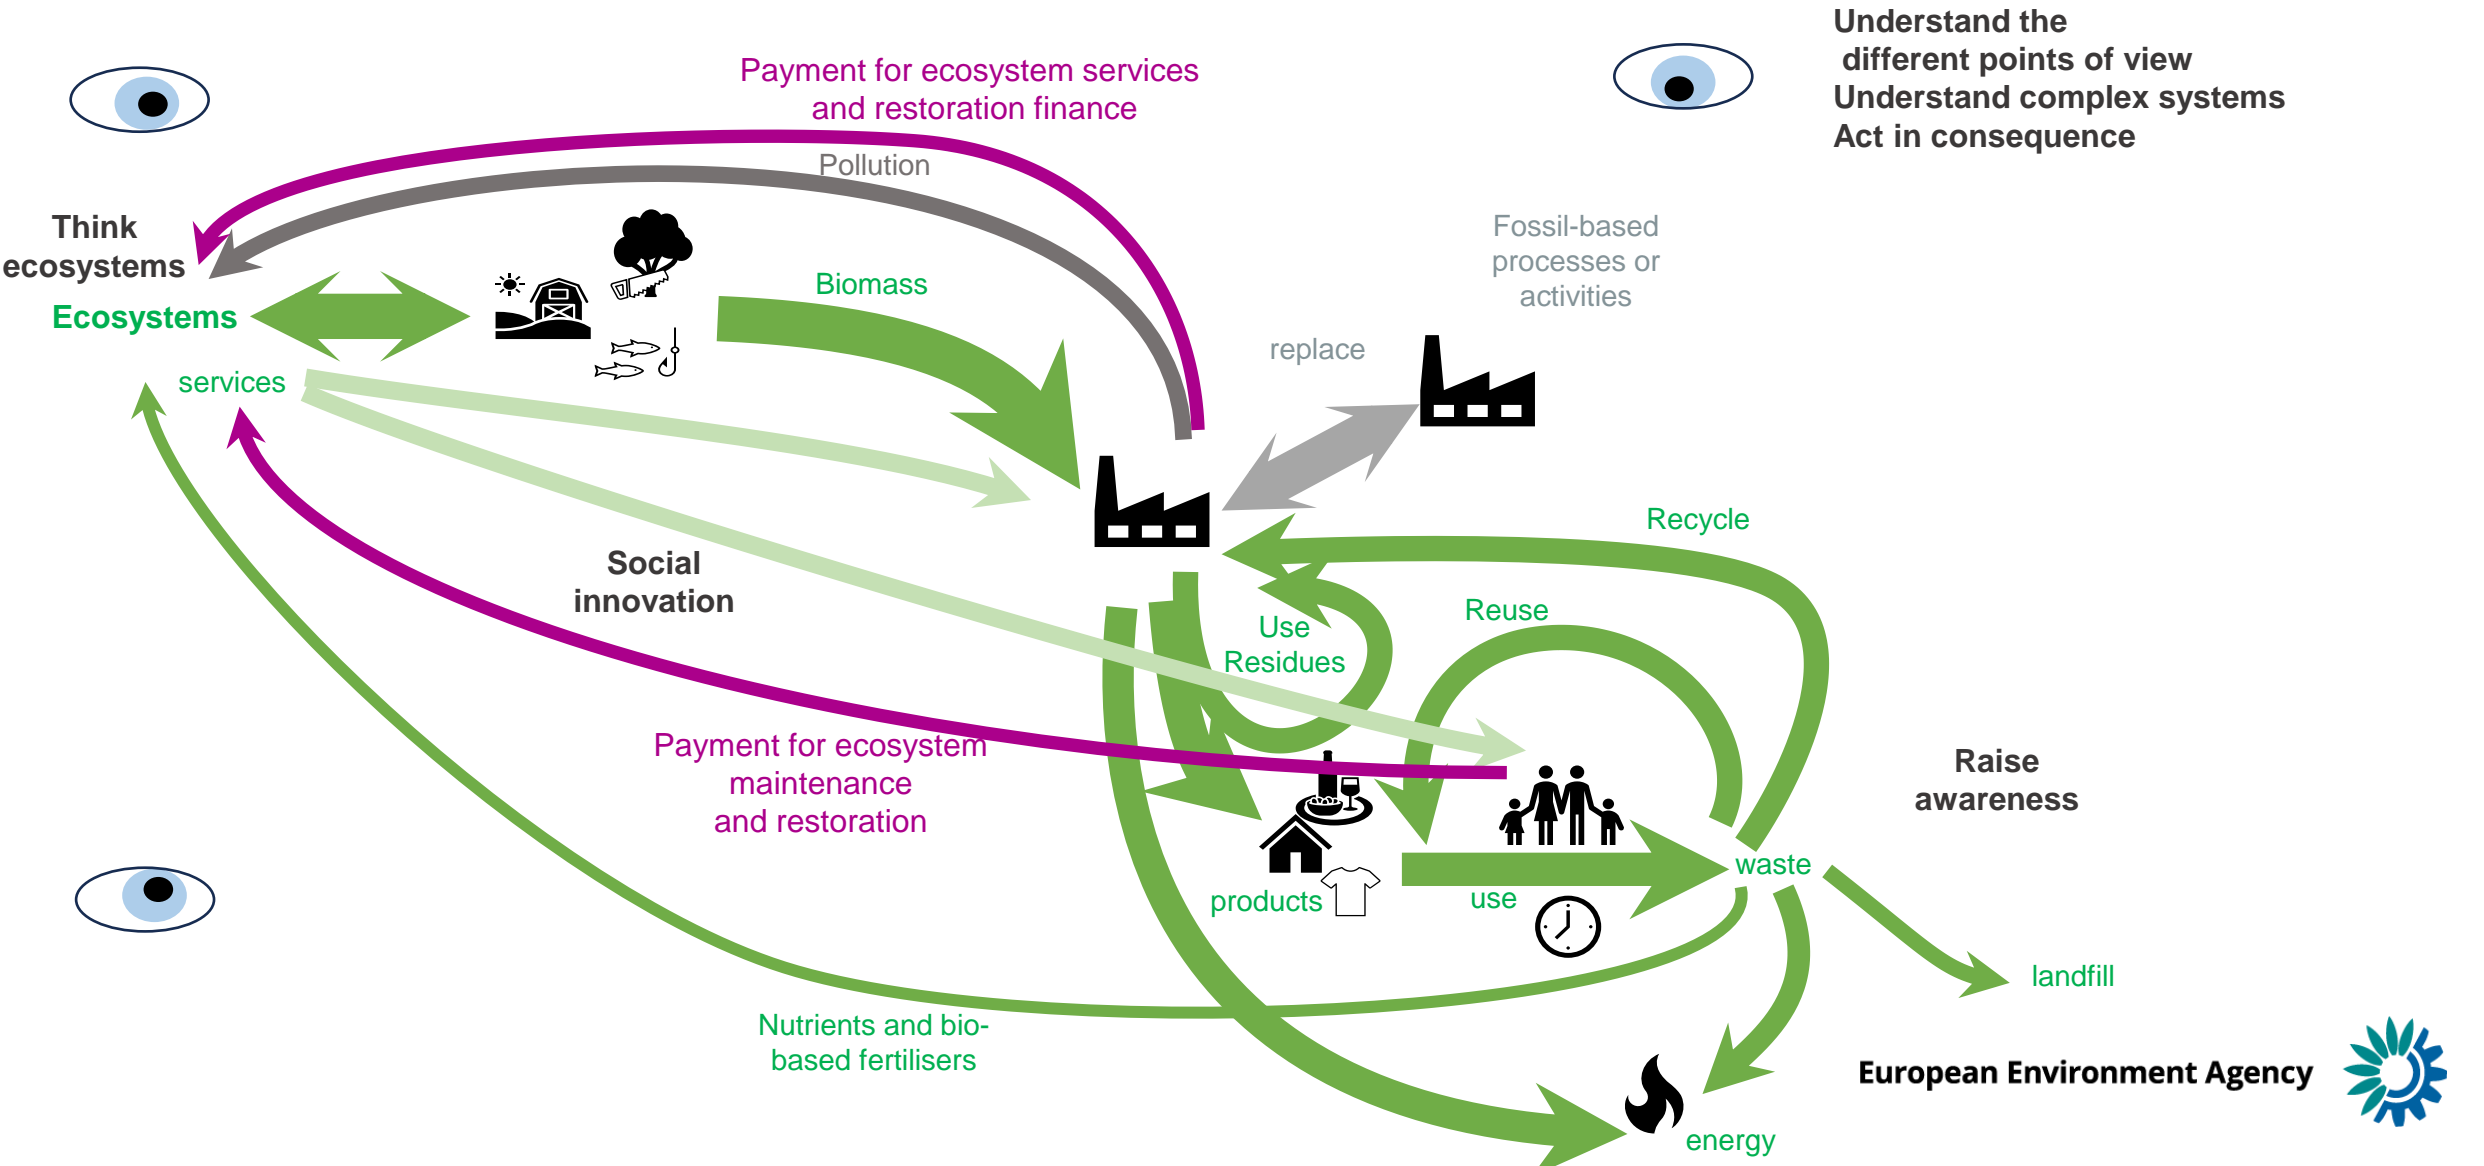 Understand the
different points of view
Understand complex systems
Act in consequence
Payment for ecosystem services
and restoration finance
Pollution
Think
ecosystems
Ecosystems
services
Biomass
Fossil-based
processes or
activities
replace
Recycle
Social
innovation
Use
Residues
Reuse
Payment for ecosystem
maintenance
and restoration
Raise
awareness
waste
products
use
landfill
Nutrients and bio-
based fertilisers
European Environment Agency
energy